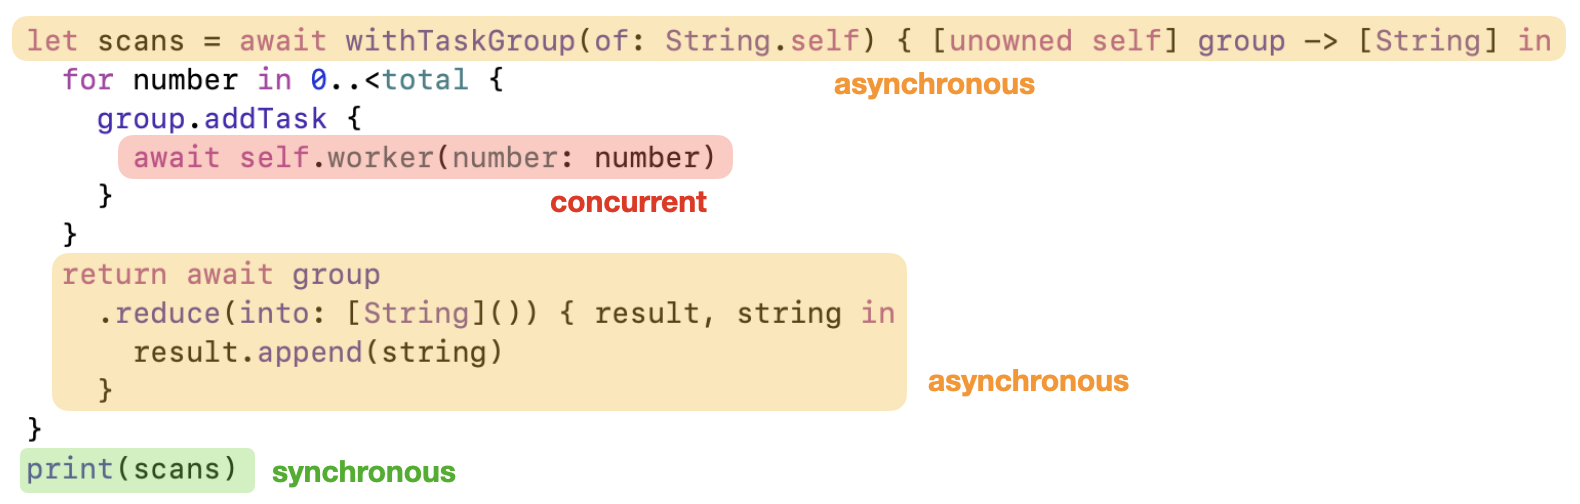 let scans = await withTaskGroup(of: String.self) { [unowned self] group -> [String] in
asynchronous
for number in 0..<total {
group.addTask {
await self.worker(number: number)
}
concurrent
}
return await group
.reduce(into: [String]()) { result, string in
result.append(string)
}
asynchronous
}
print(scans)
synchronous